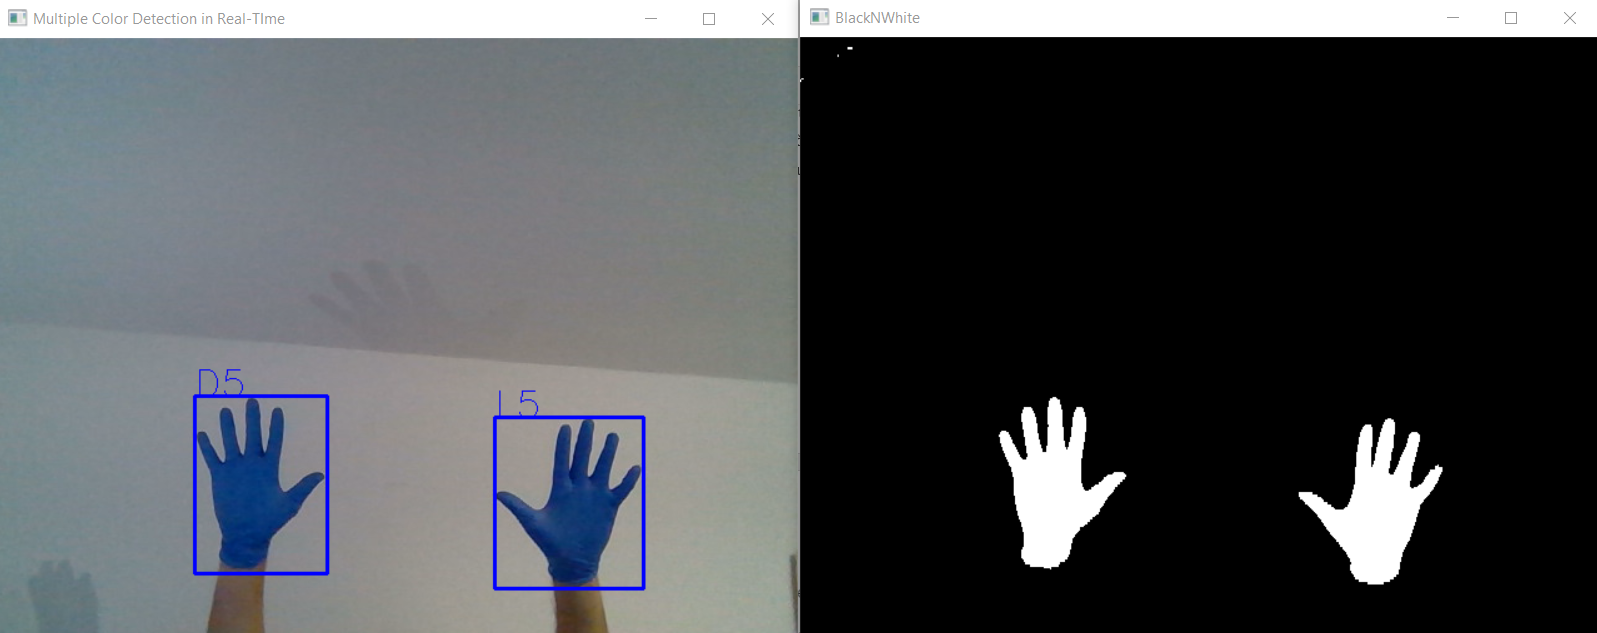 Multiple Color Detection in Real-TIme
BlackNWhite
D5
L5